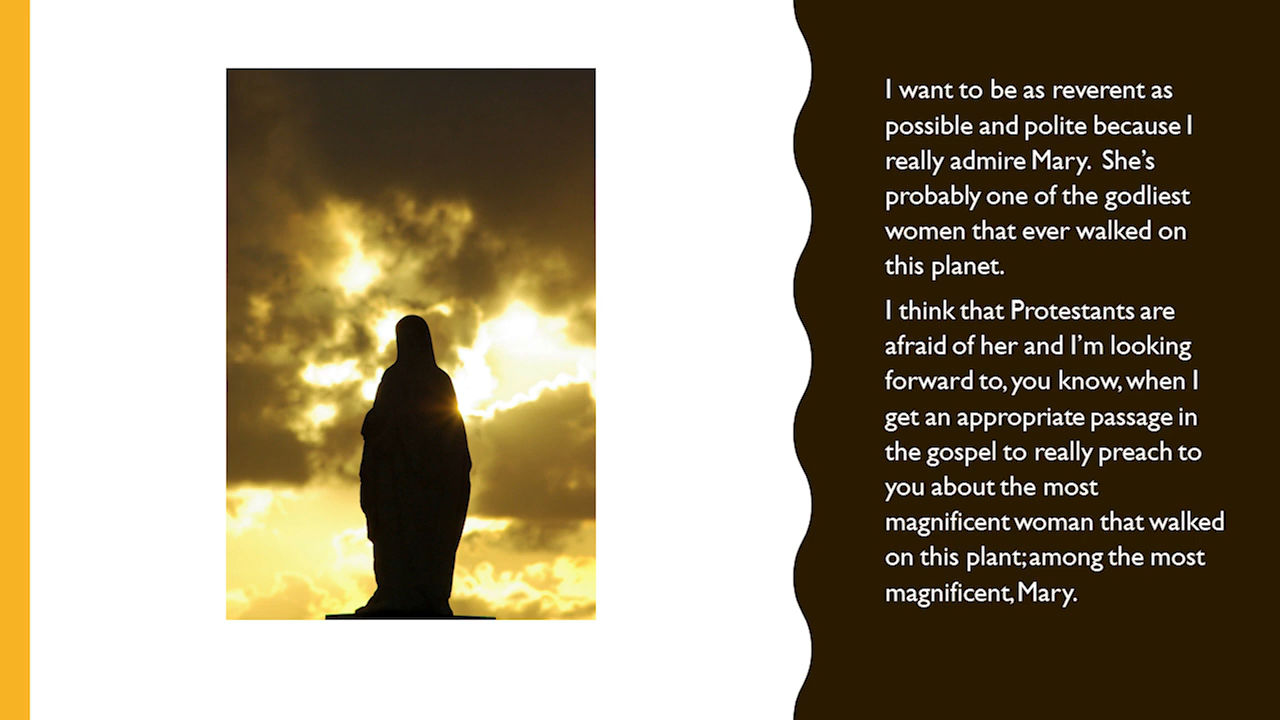 I want to be as reverent as
possible and polite because I
really admire Mary.  She’s
probably one of the godliest
women that ever walked on
this planet.
I think that Protestants are
afraid of her and I’m looking
forward to, you know, when I
get an appropriate passage in
the gospel to really preach to
you about the most
magnificent woman that walked
on this plant; among the most
magnificent, Mary.